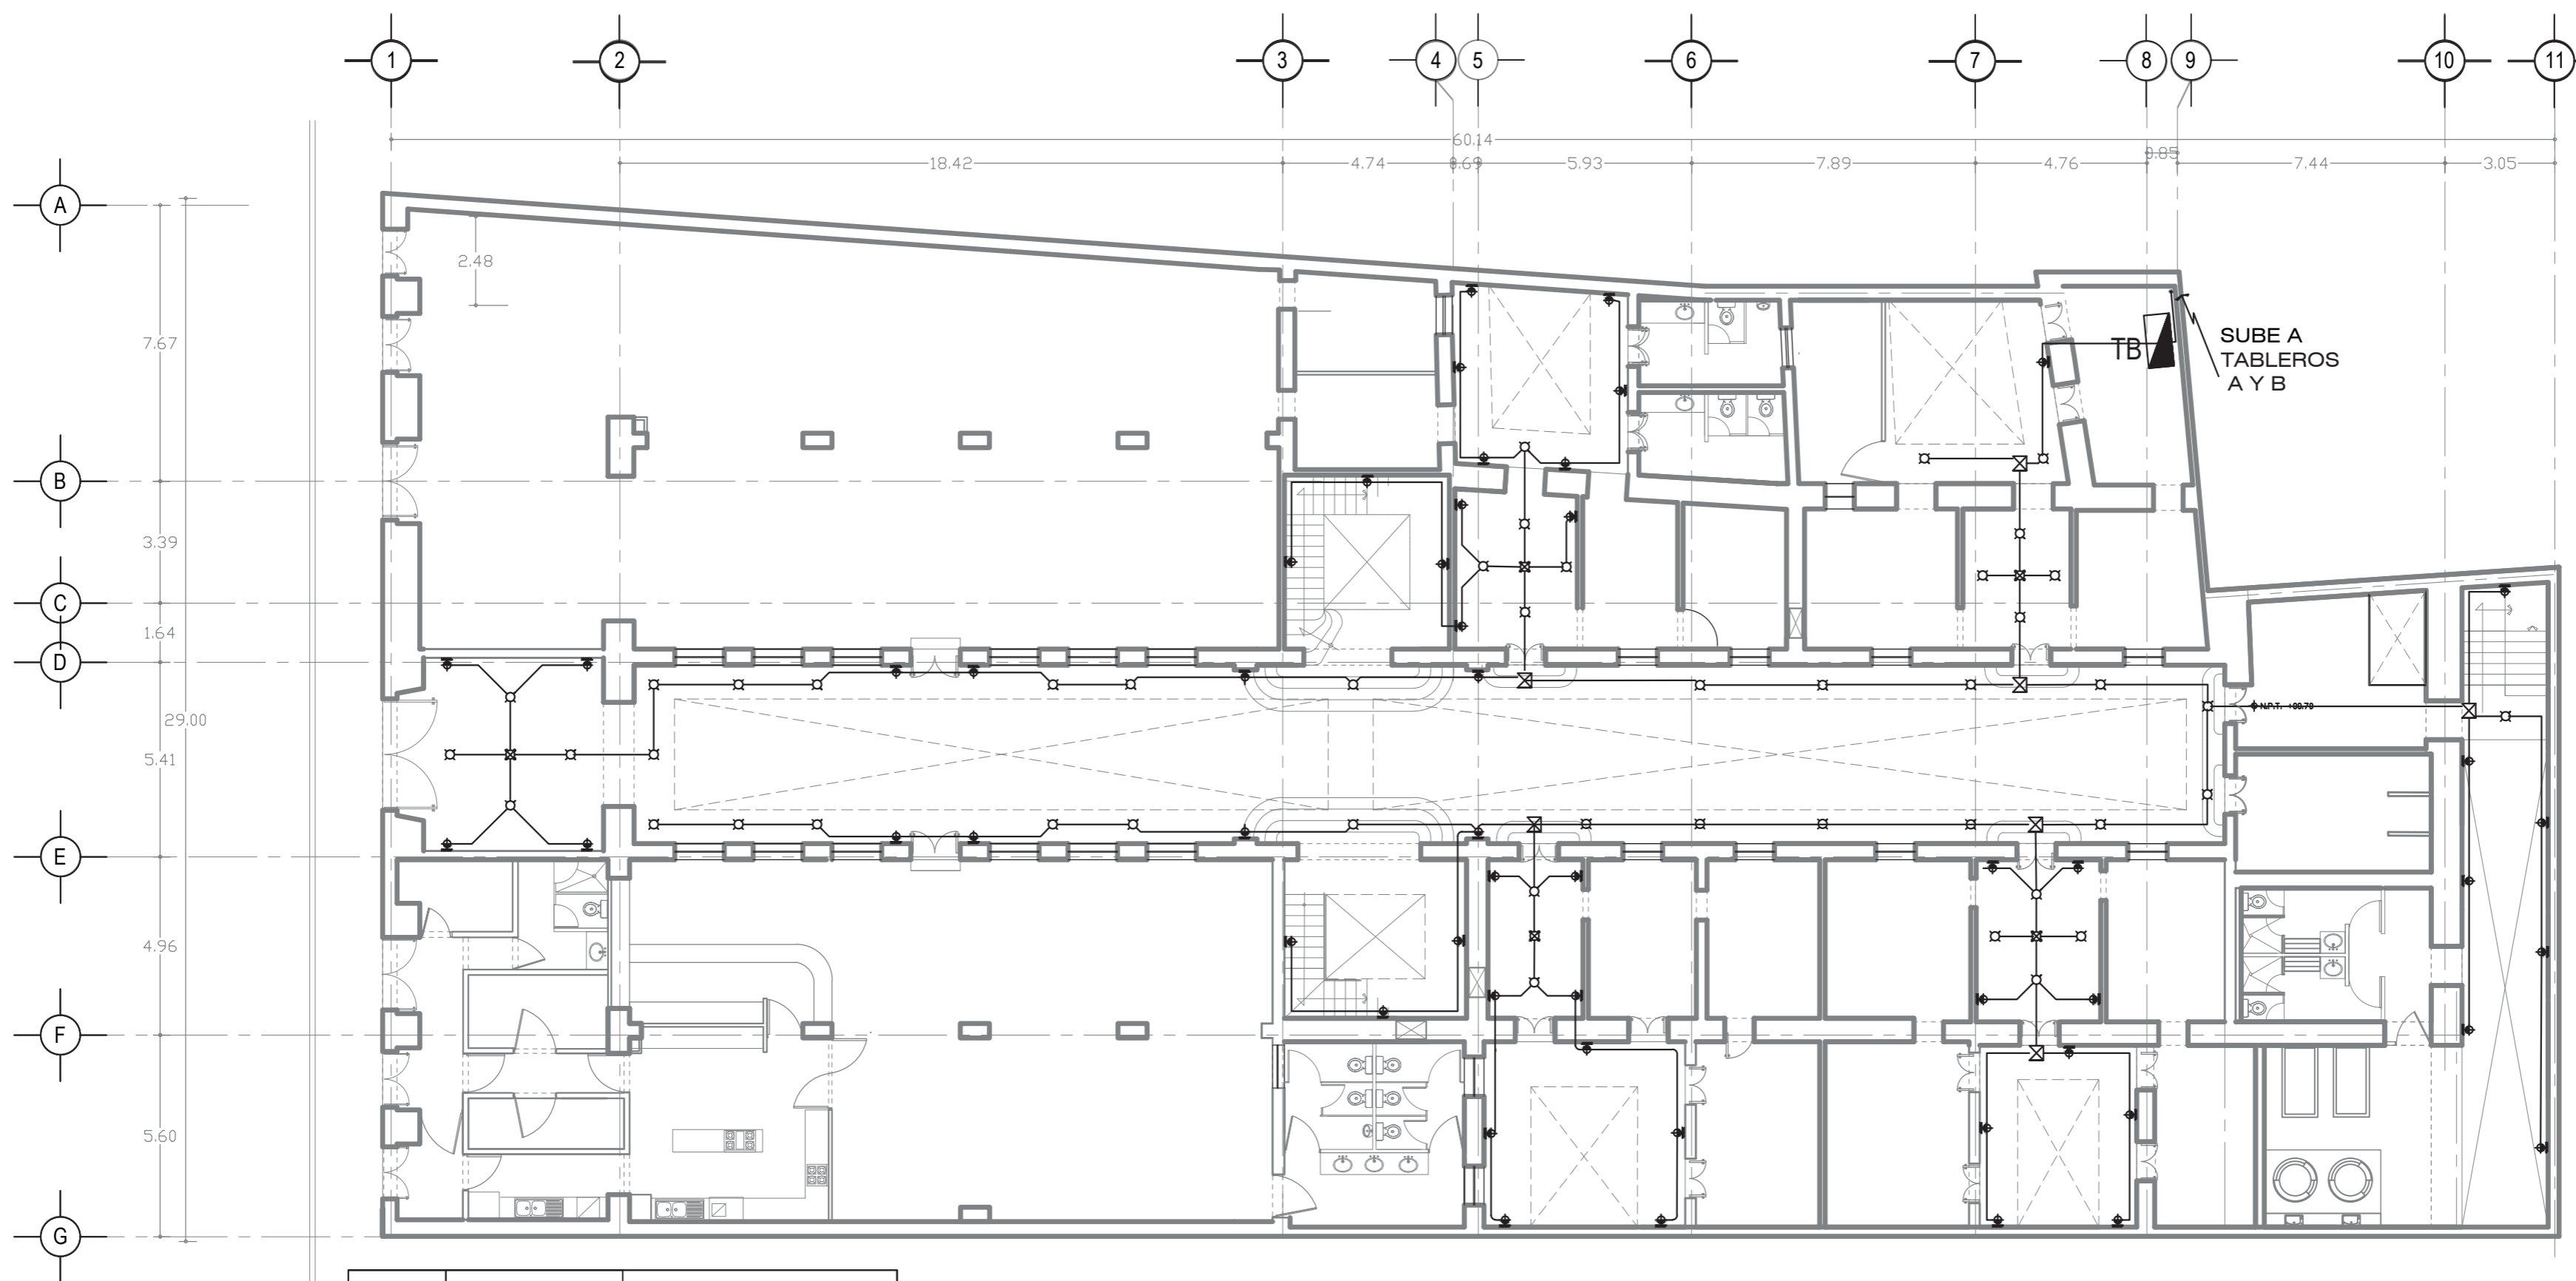 1 2 3 4 5 6 7 8 9 10 11
60.14
18.42 4.74 0.69 5.93 7.89 4.76 0.85 7.44 3.05
A
2.48
7.67
TB
SUBE A
TABLEROS
A Y B
B
3.39
C
1.64
D
29.00
N.P.T.
5.41
E
4.96
F
5.60
G